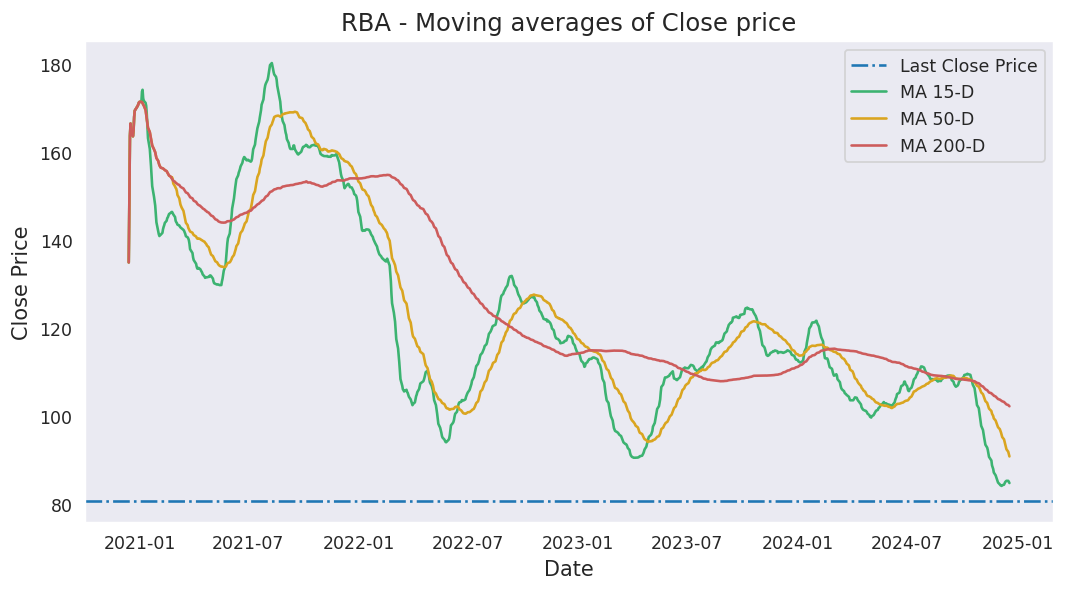 RBA - Moving averages of Close price
Last Close Price
MA 15-D
MA 50-D
MA 200-D
Close Price
180
160
140
120
100
80
2021-01 2021-07 2022-01 2022-07 2023-01 2023-07 2024-01 2024-07 2025-01
Date